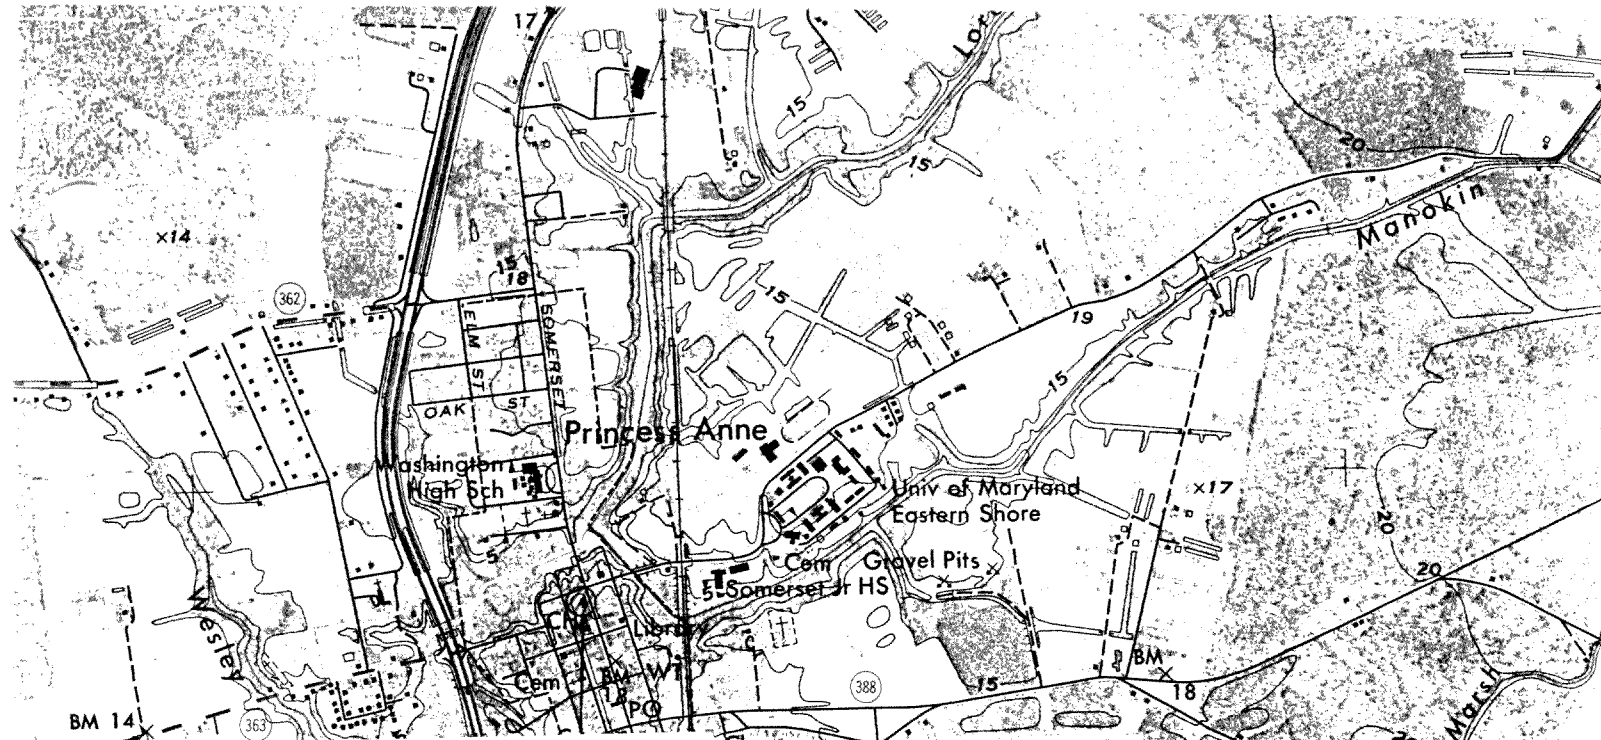 17
Lor
15
15
20
Manokin
×14
15
18
362
15
19
ELM ST
SOMERSET
15
OAK ST
Princess Anne
Washington
High Sch
Univ of Maryland
Eastern Shore
×17
20
5
Cem
Gravel Pits
5
Somerset Jr HS
20
CH
Library
Wesley
BM
Cem
BM
18
WT
388
15
18
PO
Marsh
BM 14
363